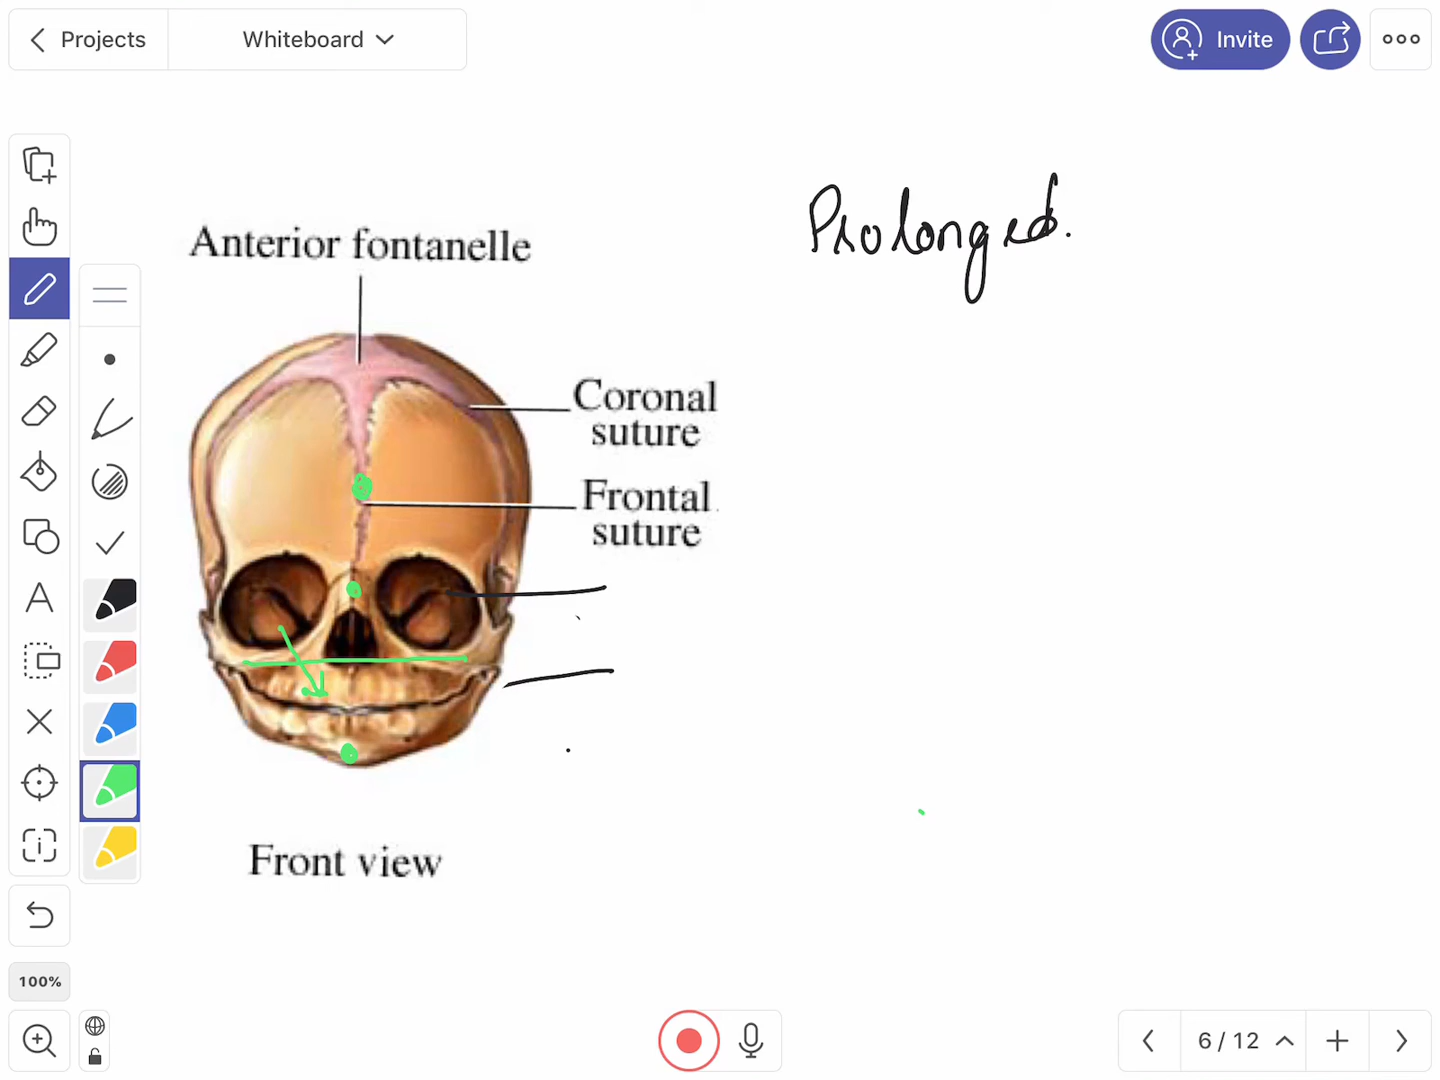 Projects
Whiteboard
Invite
Prolonged.
Anterior fontanelle
Coronal
suture
Frontal
suture
Front view
100%
6 / 12